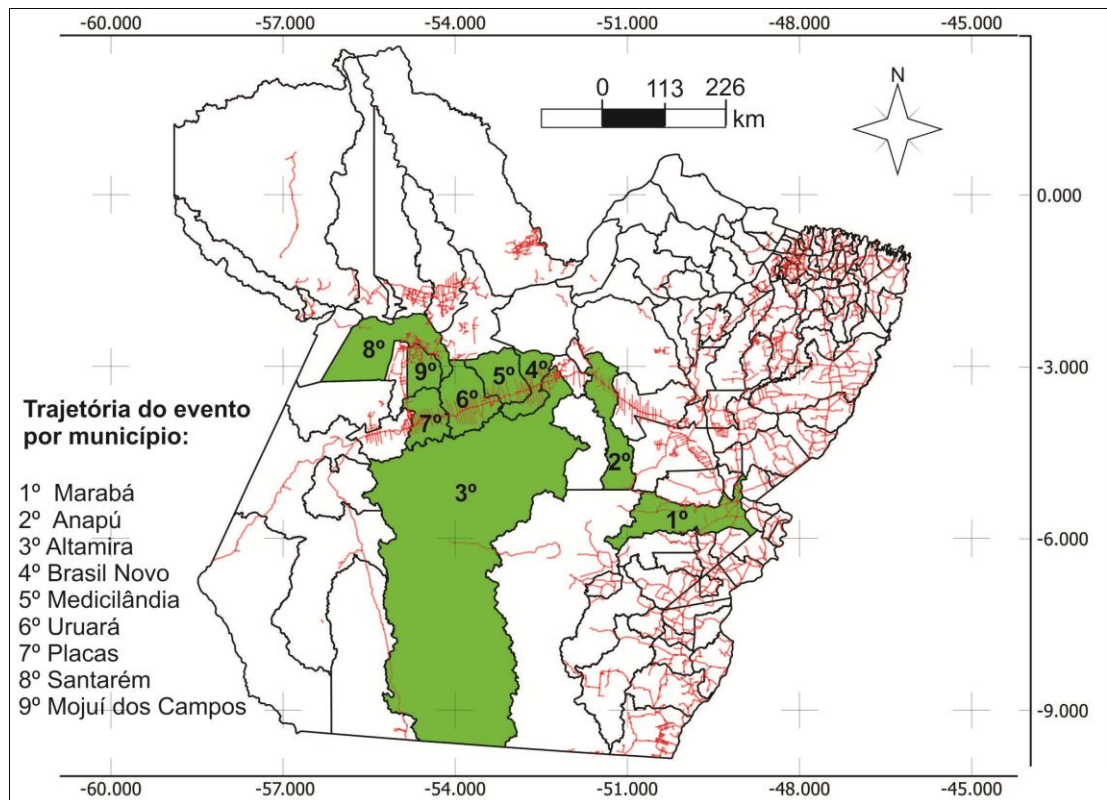 -60.000 -57.000 -54.000 -51.000 -48.000 -45.000
0 113 226
km
N
0.000
-3.000
-6.000
-9.000
8º
9º
5º
4º
6º
7º
2º
3º
1º
Trajetória do evento
por município:
1º Marabá
2º Anapú
3º Altamira
4º Brasil Novo
5º Medicilândia
6º Uruará
7º Placas
8º Santarém
9º Mojuí dos Campos
-60.000 -57.000 -54.000 -51.000 -48.000 -45.000